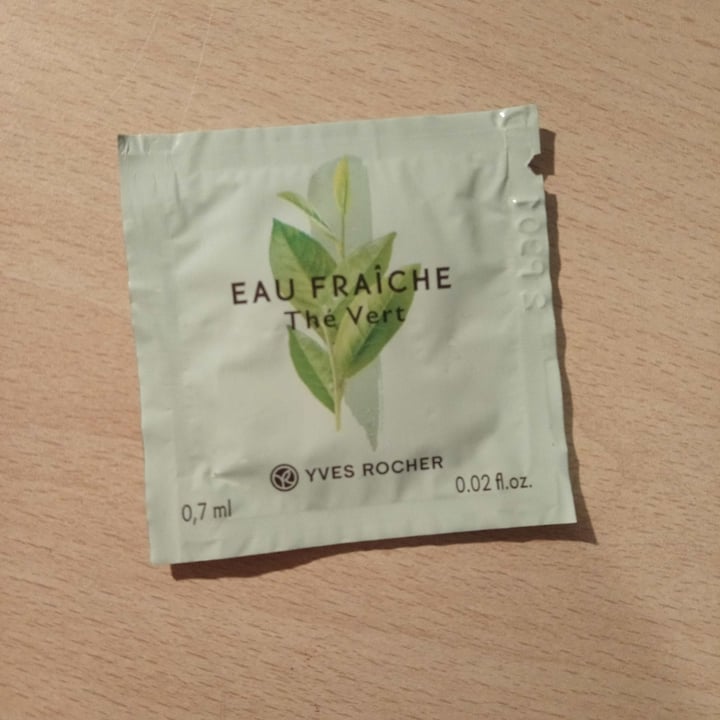 EAU FRAÎCHE
Thé Vert
YVES ROCHER
0,7 ml
0.02 fl.oz.